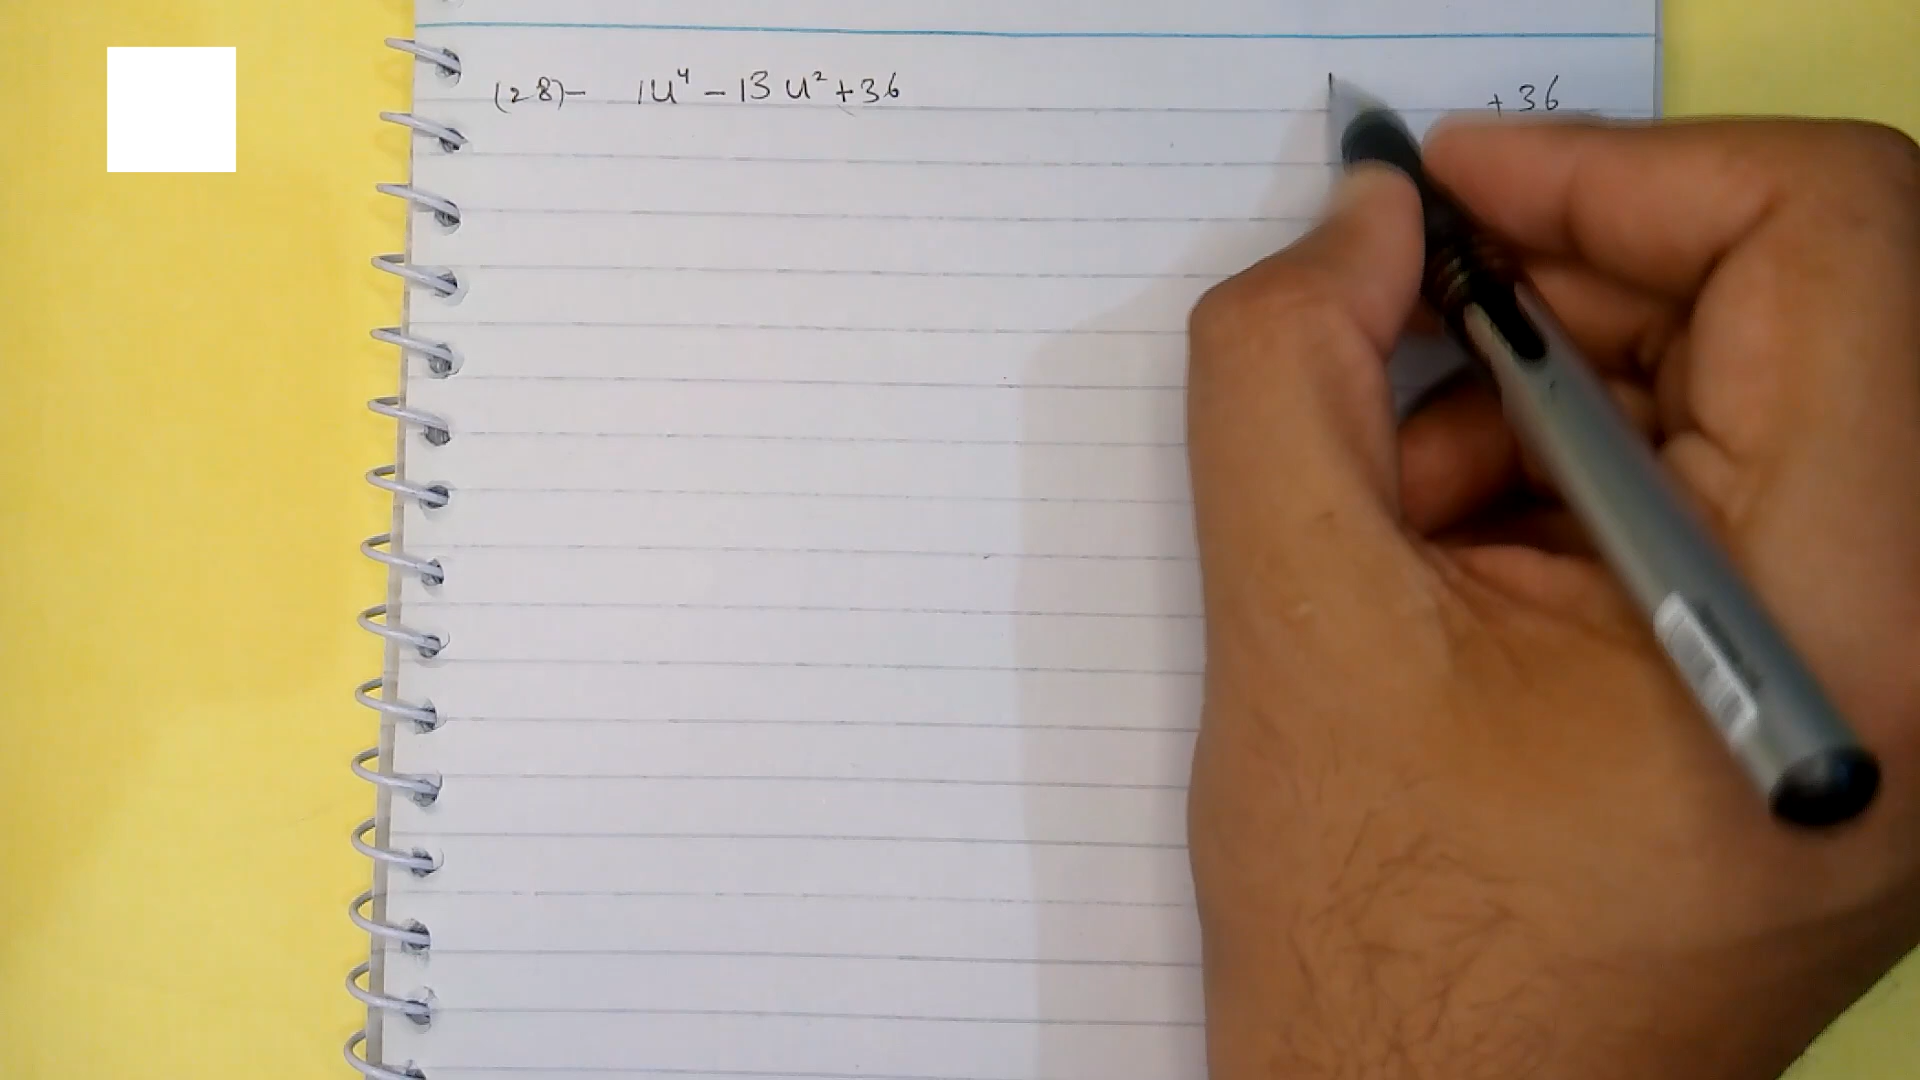 (28)- 1u⁴ - 13 u² + 36 + 36